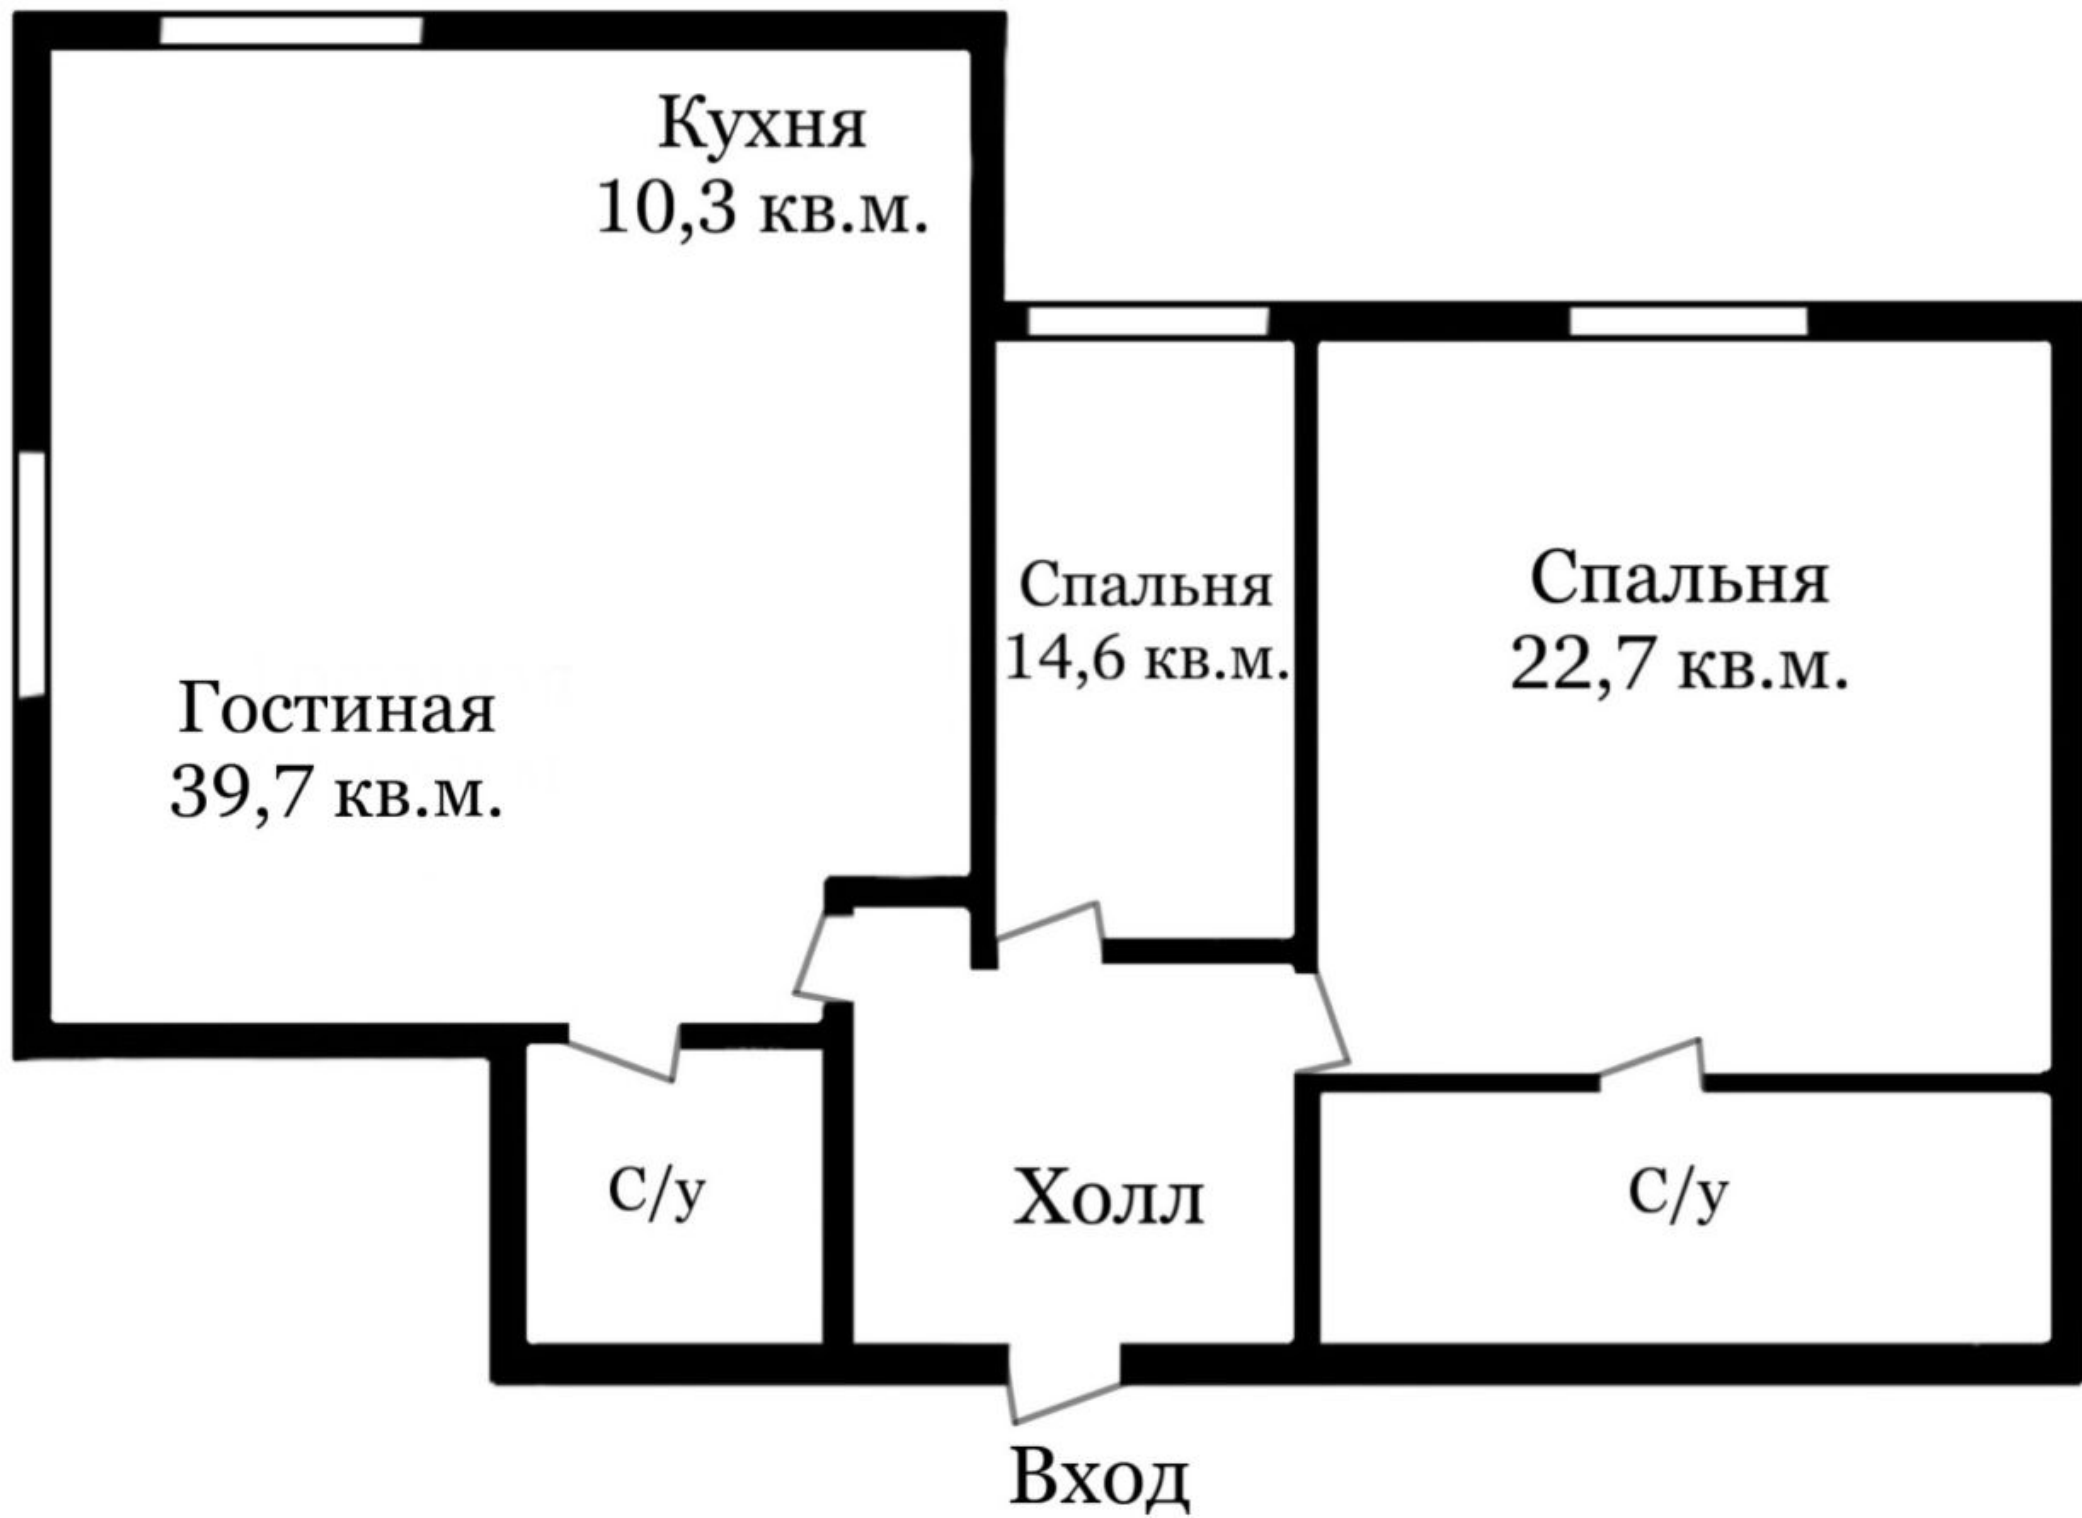 Кухня
10,3 кв.м.
Спальня
14,6 кв.м.
Спальня
22,7 кв.м.
Гостиная
39,7 кв.м.
С/у
Холл
С/у
Вход